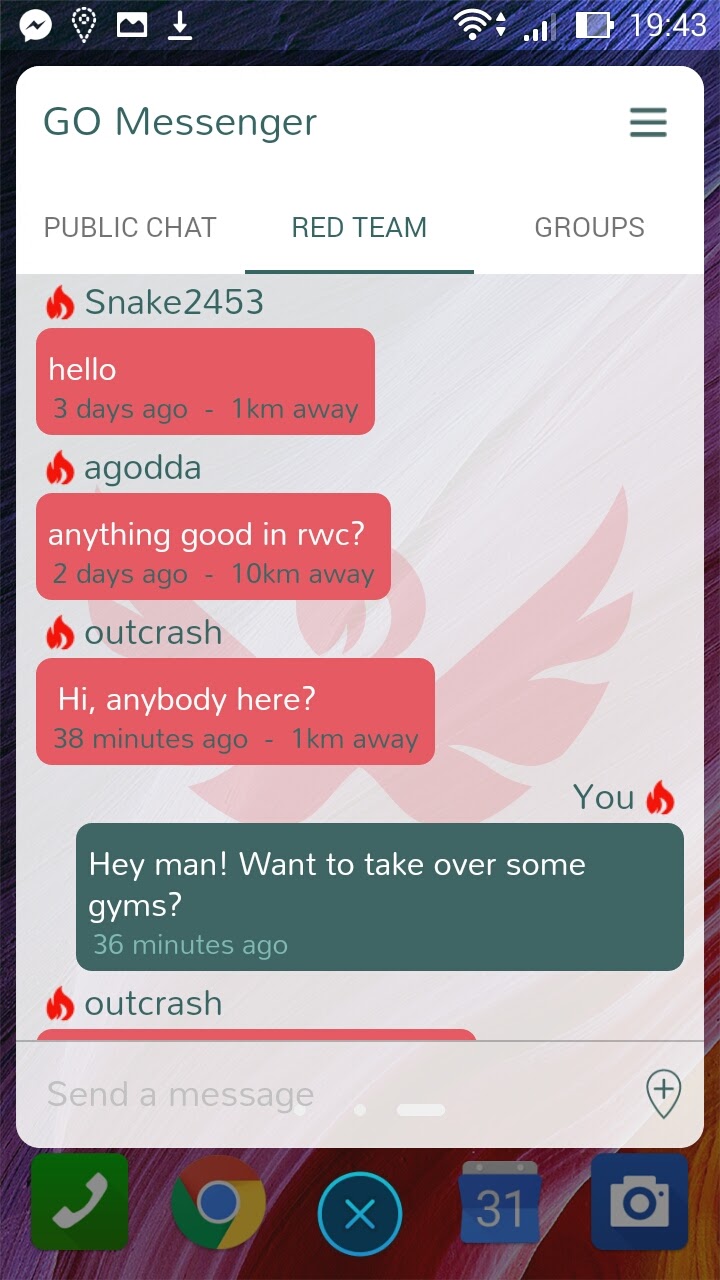 19:43
GO Messenger
PUBLIC CHAT RED TEAM GROUPS
Snake2453
hello
3 days ago - 1km away
agodda
anything good in rwc?
2 days ago - 10km away
outcrash
Hi, anybody here?
38 minutes ago - 1km away
You
Hey man! Want to take over some
gyms?
36 minutes ago
outcrash
Send a message
31